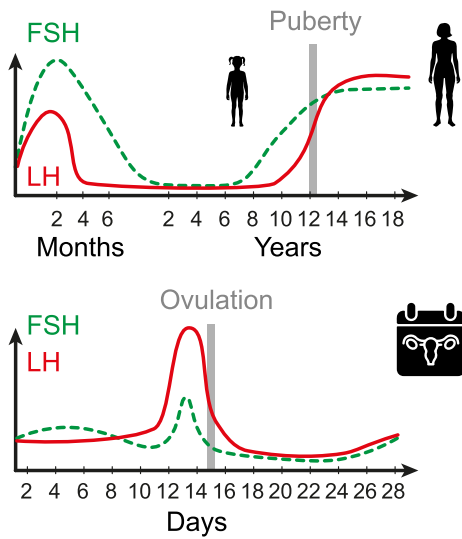 Puberty
FSH
LH
2 4 6 2 4 6 8 10 12 14 16 18
Months Years
Ovulation
FSH
LH
2 4 6 8 10 12 14 16 18 20 22 24 26 28
Days